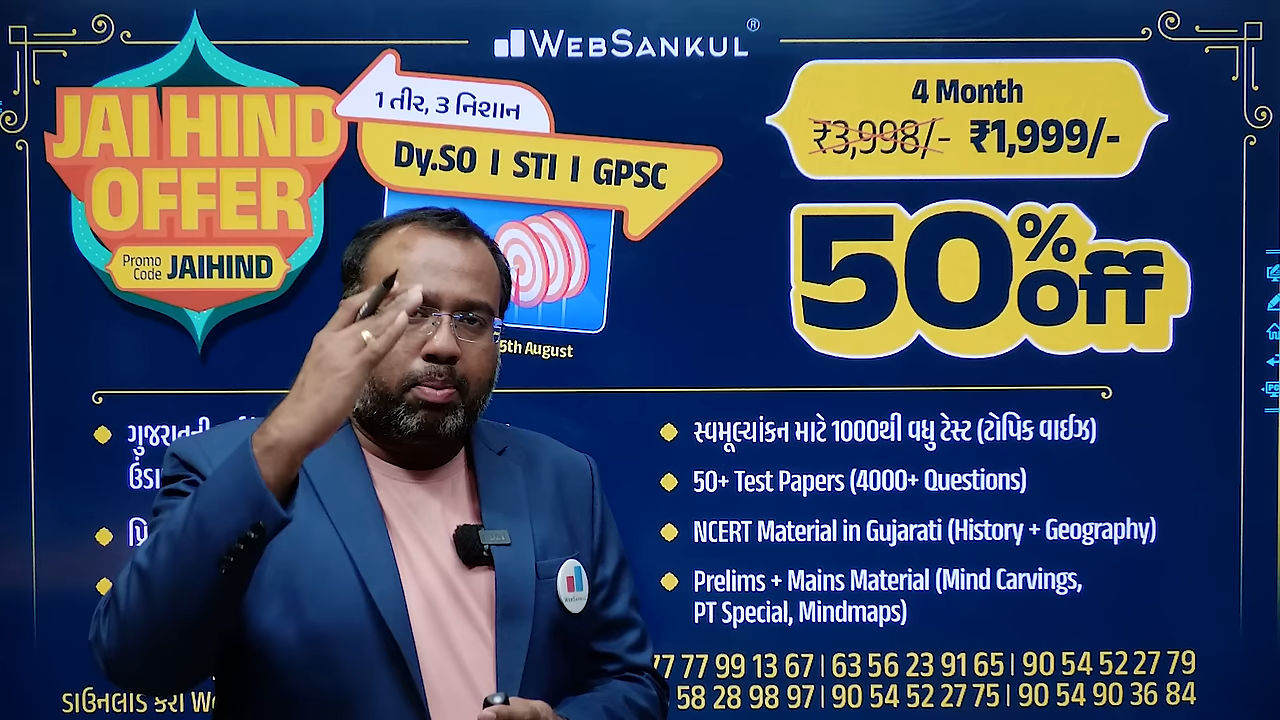 WEBSANKUL®
JAI HIND
OFFER
Promo
Code JAIHIND
1 તીર, 3 નિશાન
Dy.SO I STI I GPSC
5th August
4 Month
₹3,998/- ₹1,999/-
50% off
ગુજરાતની
સ્વમૂલ્યાંકન માટે 1000થી વધુ ટેસ્ટ (ટોપિક વાઈઝ)
50+ Test Papers (4000+ Questions)
NCERT Material in Gujarati (History + Geography)
Prelims + Mains Material (Mind Carvings,
PT Special, Mindmaps)
77 77 99 13 67 | 63 56 23 91 65 | 90 54 52 27 79
58 28 98 97 | 90 54 52 27 75 | 90 54 90 36 84
ડાઉનલોડ કરો We
WEBSANKUL